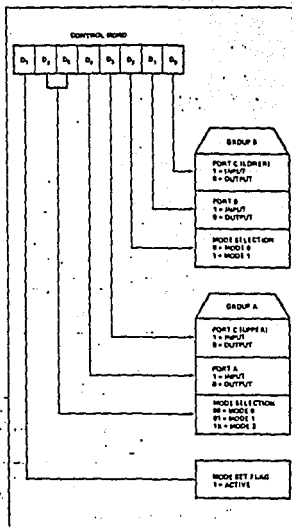 CONTROL WORD
D7 D6 D5 D4 D3 D2 D1 D0
GROUP B
PORT C (LOWER)
1 = INPUT
0 = OUTPUT
PORT B
1 = INPUT
0 = OUTPUT
MODE SELECTION
0 = MODE 0
1 = MODE 1
GROUP A
PORT C (UPPER)
1 = INPUT
0 = OUTPUT
PORT A
1 = INPUT
0 = OUTPUT
MODE SELECTION
00 = MODE 0
01 = MODE 1
1X = MODE 2
MODE SET FLAG
1 = ACTIVE